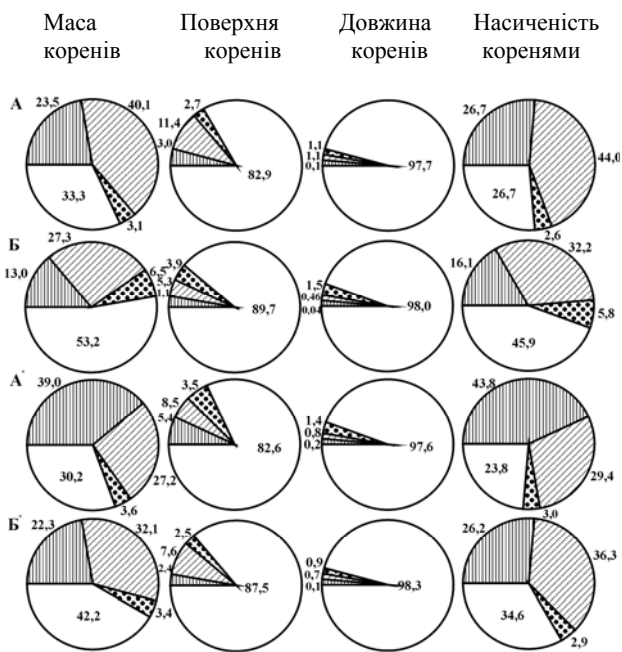 Маса Поверхня Довжина Насиченість
коренів коренів коренів коренями
А 23,5 40,1 33,3 3,1
2,7 11,4 3,0 82,9
1,1 1,1 0,1 97,7
26,7 44,0 26,7 2,6
Б 13,0 27,3 6,5 53,2
3,9 5,3 1,1 89,7
1,5 0,46 0,04 98,0
16,1 32,2 5,8 45,9
А' 39,0 30,2 27,2 3,6
3,5 8,5 5,4 82,6
1,4 0,8 0,2 97,6
43,8 29,4 23,8 3,0
Б' 22,3 32,1 42,2 3,4
2,5 7,6 2,4 87,5
0,9 0,7 0,1 98,3
26,2 36,3 34,6 2,9